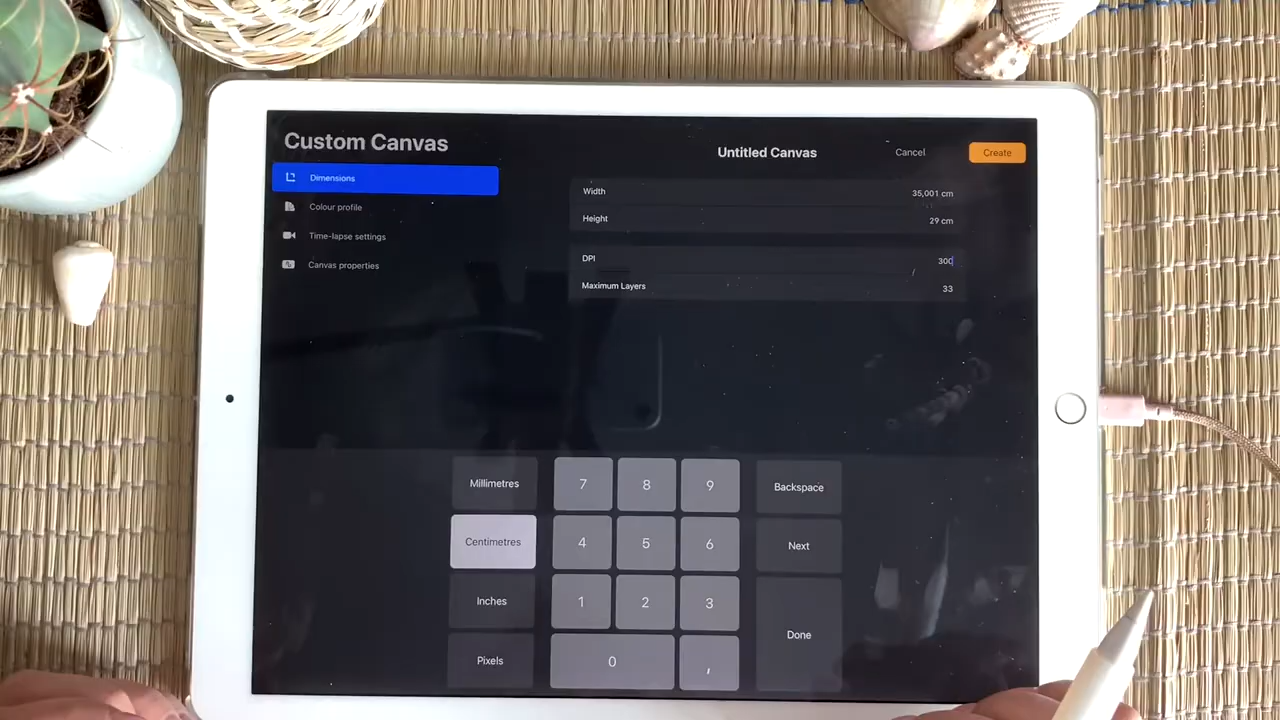 Custom Canvas
Untitled Canvas
Cancel
Create
Dimensions
Colour profile
Time-lapse settings
Canvas properties
Width 35,001 cm
Height 29 cm
DPI 300
Maximum Layers 33
Millimetres 7 8 9 Backspace
Centimetres 4 5 6 Next
Inches 1 2 3 Done
Pixels 0 ,